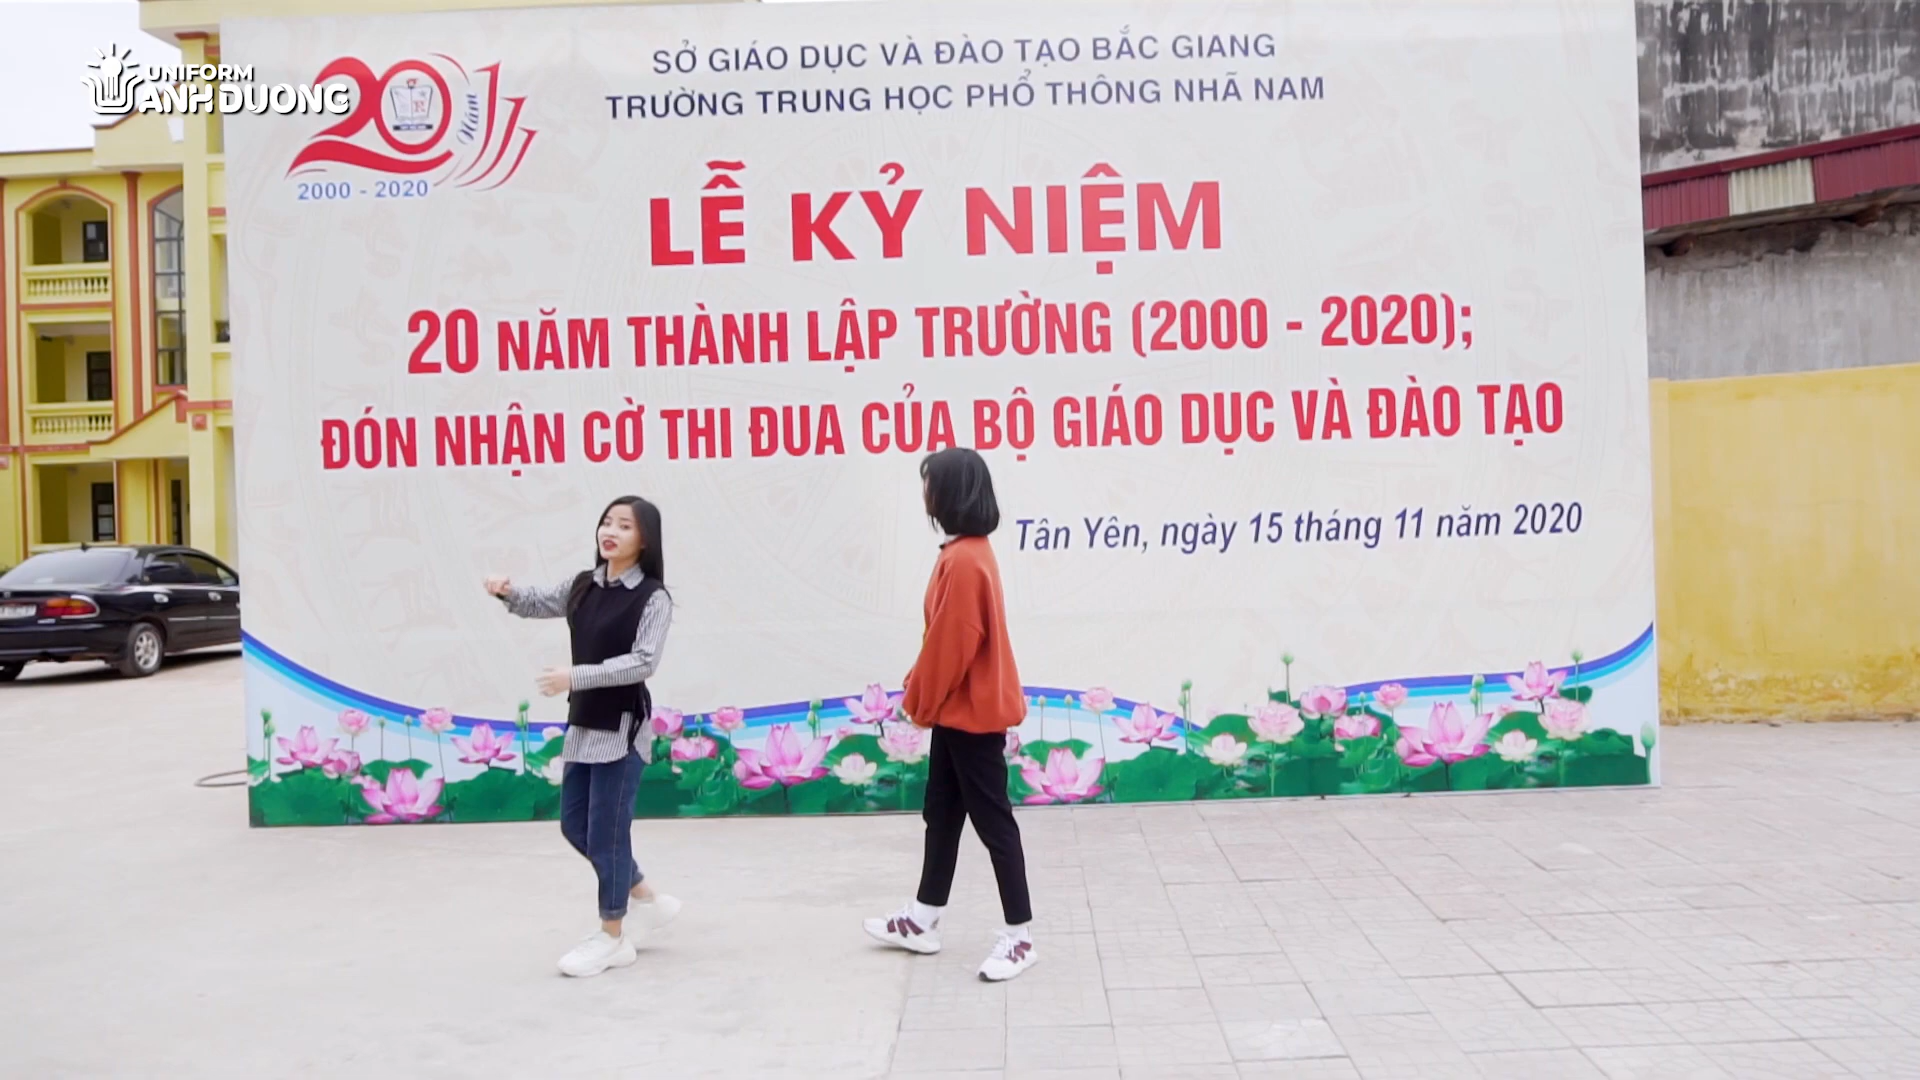 UNIFORM
ANH DUONG
20
Năm
2000 - 2020
SỞ GIÁO DỤC VÀ ĐÀO TẠO BẮC GIANG
TRƯỜNG TRUNG HỌC PHỔ THÔNG NHÃ NAM
LỄ KỶ NIỆM
20 NĂM THÀNH LẬP TRƯỜNG (2000 - 2020);
ĐÓN NHẬN CỜ THI ĐUA CỦA BỘ GIÁO DỤC VÀ ĐÀO TẠO
Tân Yên, ngày 15 tháng 11 năm 2020